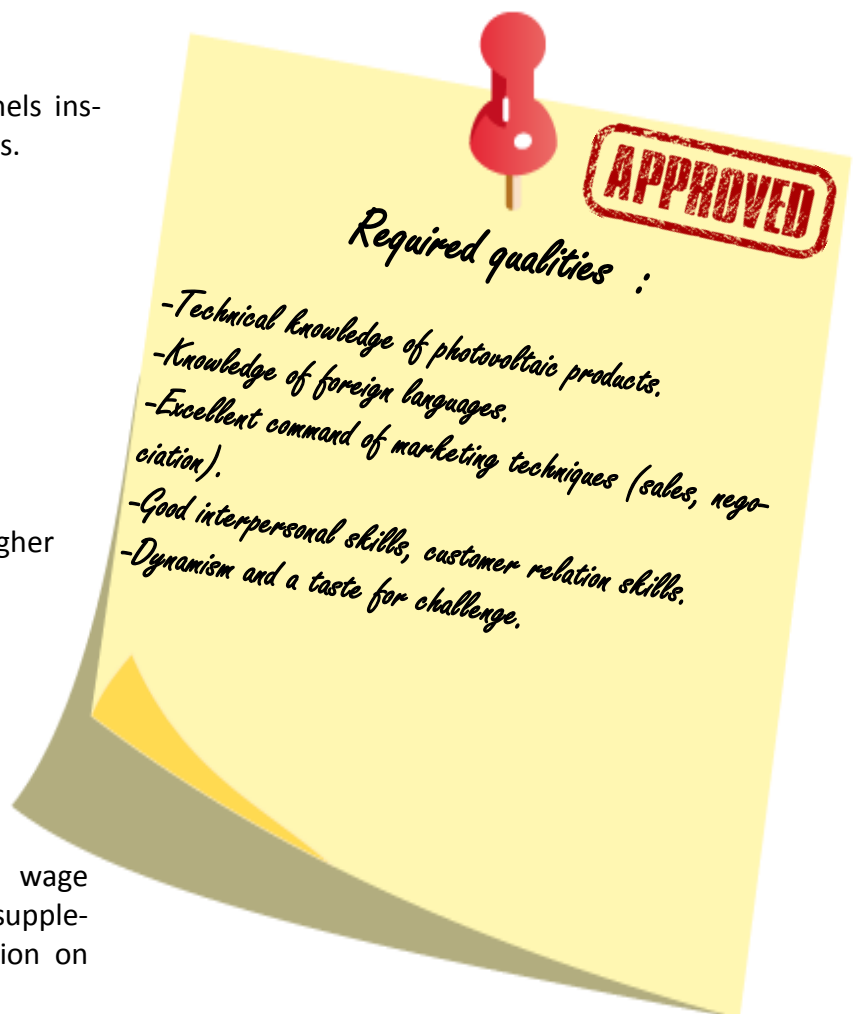 nels ins-
s.
APPROVED
Required qualities :
-Technical knowledge of photovoltaic products.
-Knowledge of foreign languages.
-Excellent command of marketing techniques (sales, nego-
ciation).
-Good interpersonal skills, customer relation skills.
-Dynamism and a taste for challenge.
gher
wage
supple-
ion on